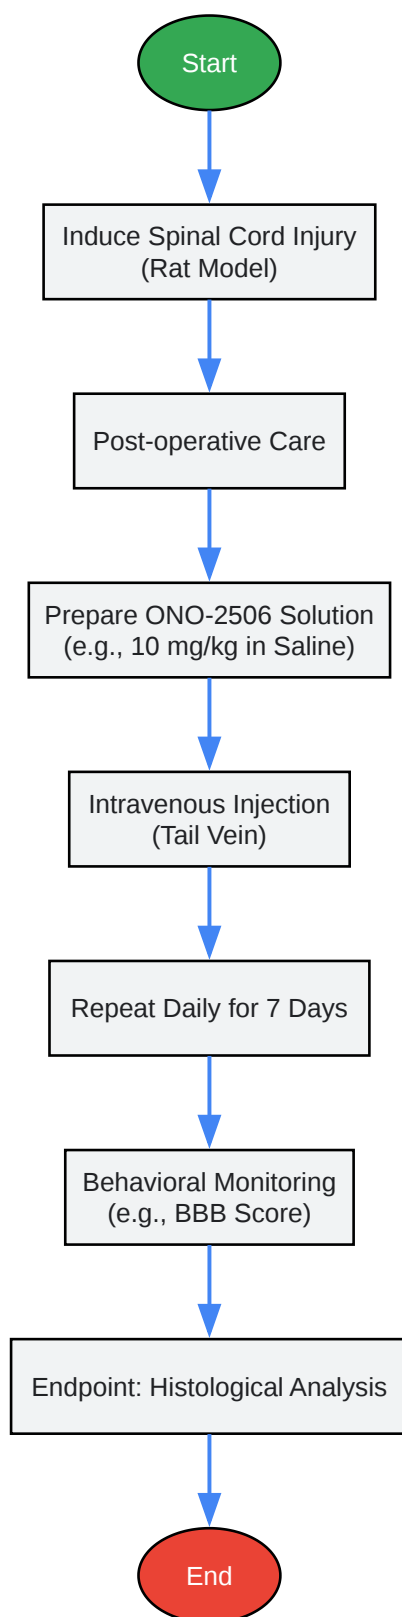 Start
Induce Spinal Cord Injury
(Rat Model)
Post-operative Care
Prepare ONO-2506 Solution
(e.g., 10 mg/kg in Saline)
Intravenous Injection
(Tail Vein)
Repeat Daily for 7 Days
Behavioral Monitoring
(e.g., BBB Score)
Endpoint: Histological Analysis
End